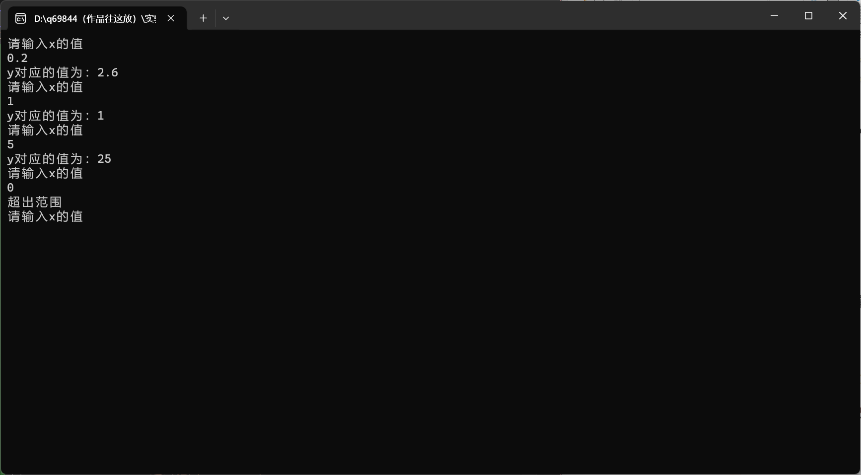 D:\q69844（作品往这放）\实
请输入x的值
0.2
y对应的值为：2.6
请输入x的值
1
y对应的值为：1
请输入x的值
5
y对应的值为：25
请输入x的值
0
超出范围
请输入x的值